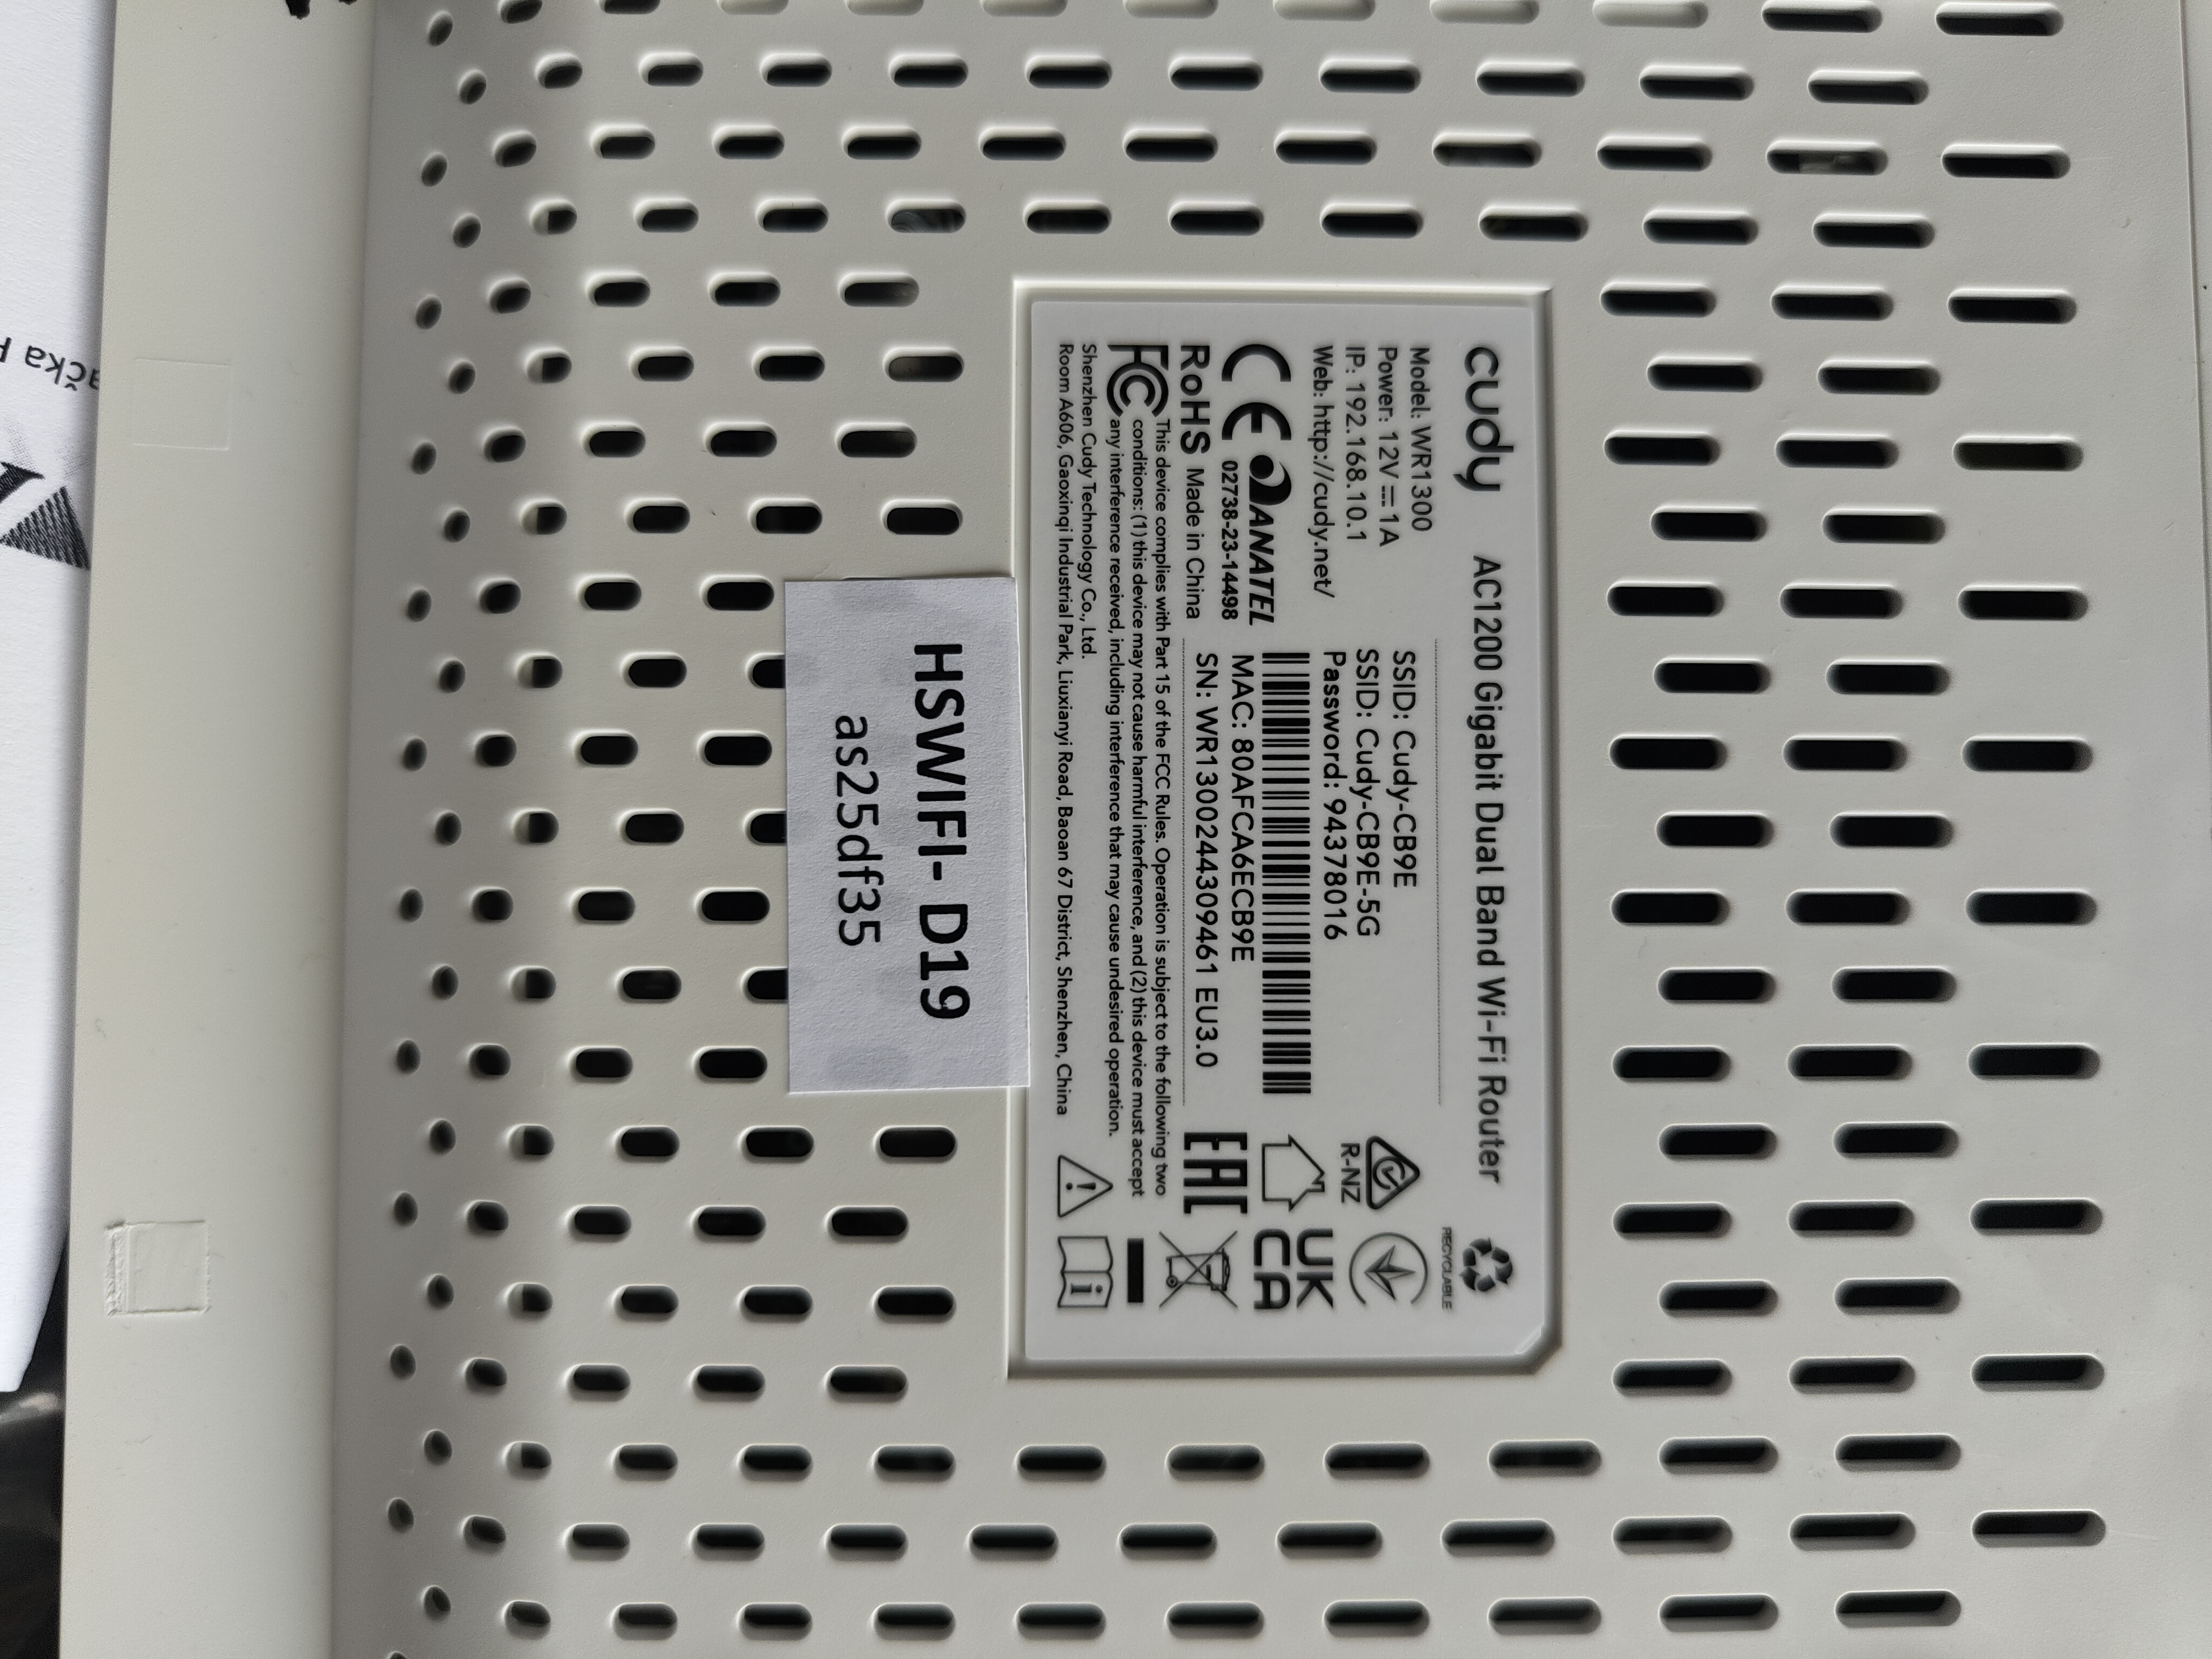 cudy AC1200 Gigabit Dual Band Wi-Fi Router
Model: WR1300
Power: 12V⎓1A
IP: 192.168.10.1
Web: http://cudy.net/
SSID: Cudy-CB9E
SSID: Cudy-CB9E-5G
Password: 94378016
MAC: 80AFCA6ECB9E
SN: WR1300244309461 EU3.0
CE ANATEL
02738-23-14498
RoHS Made in China
FC This device complies with Part 15 of the FCC Rules. Operation is subject to the following two
conditions: (1) this device may not cause harmful interference, and (2) this device must accept
any interference received, including interference that may cause undesired operation.
Shenzhen Cudy Technology Co., Ltd.
Room A606, Gaoxinqi Industrial Park, Liuxianyi Road, Baoan 67 District, Shenzhen, China
RECYCLABLE
R-NZ
UK
CA
EAC
HSWIFI- D19
as25df35